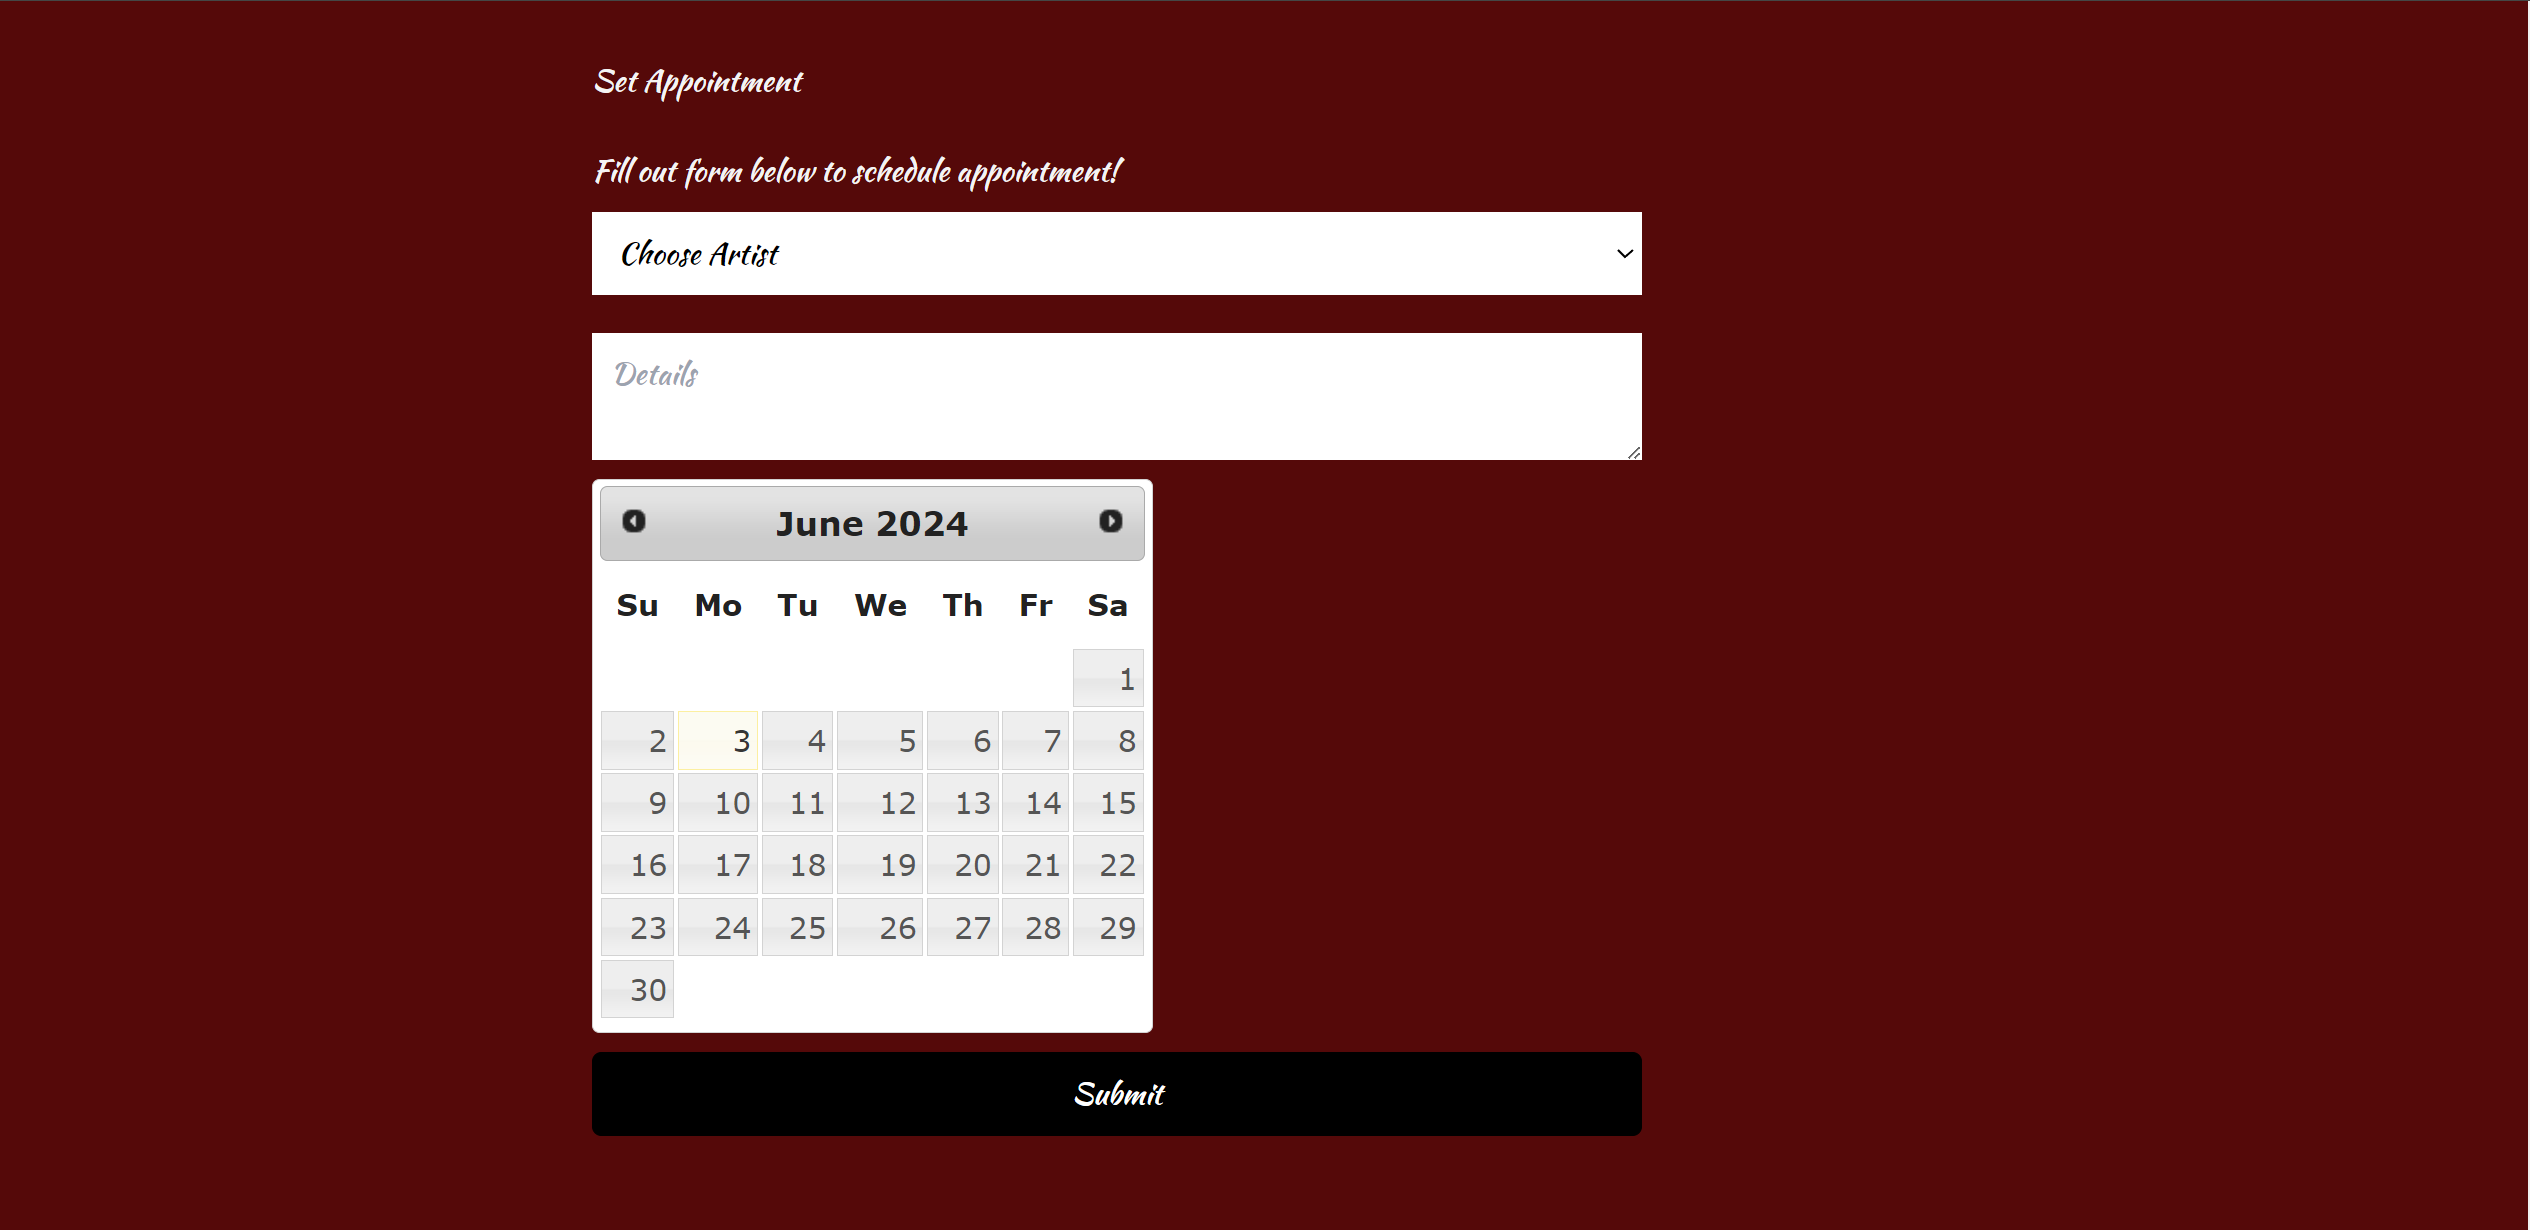 Set Appointment
Fill out form below to schedule appointment!
Choose Artist
Details
June 2024
Su Mo Tu We Th Fr Sa
1
2 3 4 5 6 7 8
9 10 11 12 13 14 15
16 17 18 19 20 21 22
23 24 25 26 27 28 29
30
Submit